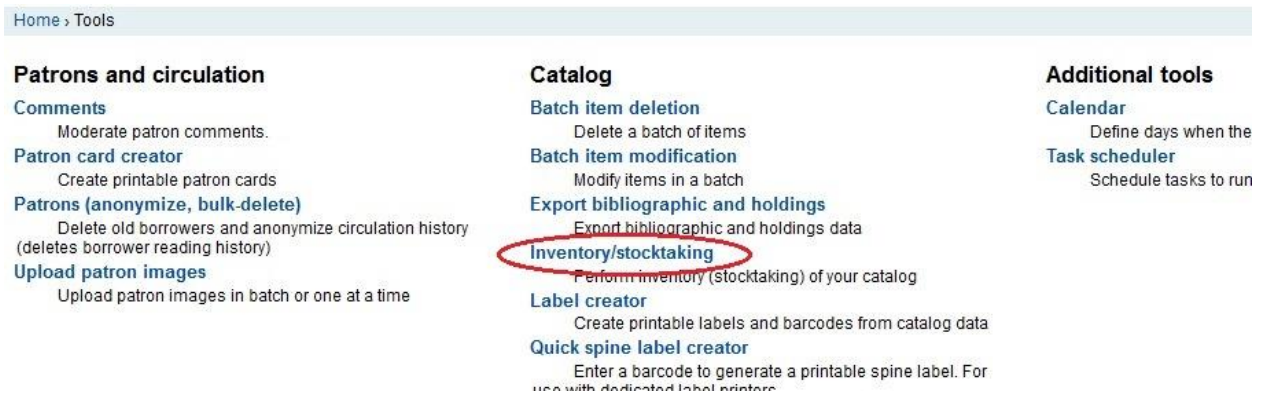 Home › Tools
Patrons and circulation
Comments
Moderate patron comments.
Patron card creator
Create printable patron cards
Patrons (anonymize, bulk-delete)
Delete old borrowers and anonymize circulation history
(deletes borrower reading history)
Upload patron images
Upload patron images in batch or one at a time
Catalog
Batch item deletion
Delete a batch of items
Batch item modification
Modify items in a batch
Export bibliographic and holdings
Export bibliographic and holdings data
Inventory/stocktaking
Perform inventory (stocktaking) of your catalog
Label creator
Create printable labels and barcodes from catalog data
Quick spine label creator
Enter a barcode to generate a printable spine label. For
use with dedicated label printers
Additional tools
Calendar
Define days when the
Task scheduler
Schedule tasks to run